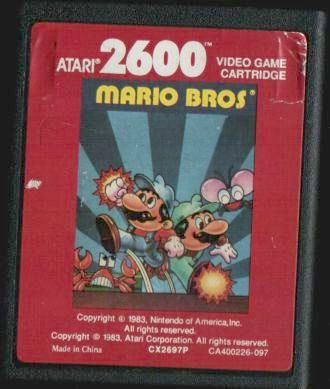 ATARI® 2600™ VIDEO GAME
CARTRIDGE
MARIO BROS®
Copyright © 1983, Nintendo of America, Inc.
All rights reserved.
Copyright © 1983, Atari Corporation. All rights reserved.
Made in China CX2697P CA400226-097